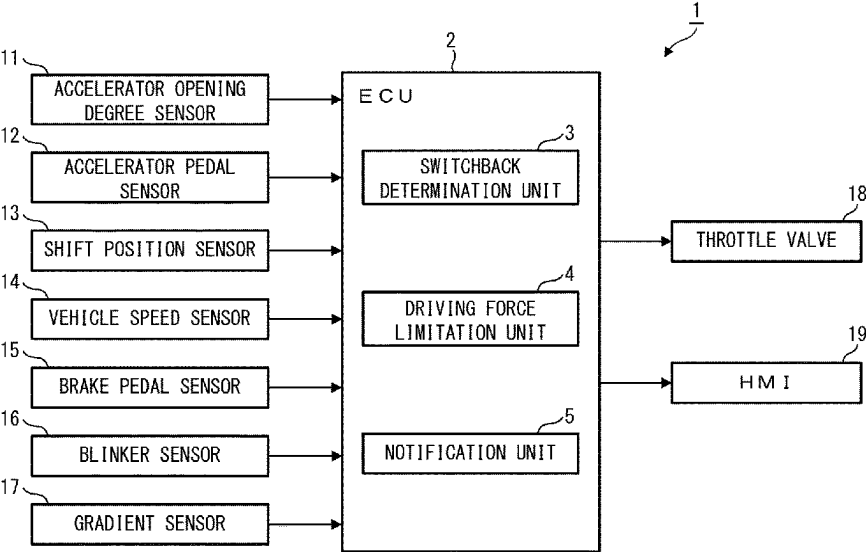 1
11
ACCELERATOR OPENING
DEGREE SENSOR
12
ACCELERATOR PEDAL
SENSOR
13
SHIFT POSITION SENSOR
14
VEHICLE SPEED SENSOR
15
BRAKE PEDAL SENSOR
16
BLINKER SENSOR
17
GRADIENT SENSOR
2
ECU
3
SWITCHBACK
DETERMINATION UNIT
4
DRIVING FORCE
LIMITATION UNIT
5
NOTIFICATION UNIT
18
THROTTLE VALVE
19
HMI